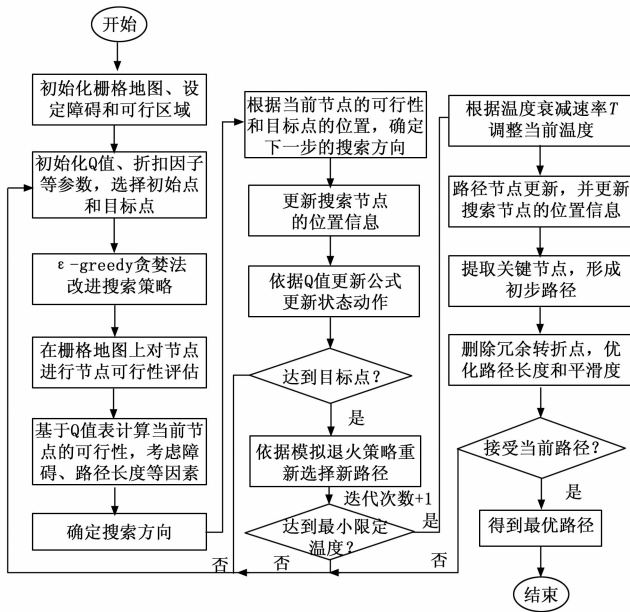 开始
初始化栅格地图、设
定障碍和可行区域
初始化Q值、折扣因子
等参数，选择初始点
和目标点
ε-greedy贪婪法
改进搜索策略
在栅格地图上对节点
进行节点可行性评估
基于Q值表计算当前
节点的可行性，考虑障
碍、路径长度等因素
确定搜索方向
根据当前节点的可行性
和目标点的位置，确定
下一步的搜索方向
更新搜索节点
的位置信息
依据Q值更新公式
更新状态动作
达到目标点？
是
依据模拟退火策略重
新选择新路径
迭代次数+1
达到最小限定
温度？
是
否
否
根据温度衰减速率T
调整当前温度
路径节点更新，并更新
搜索节点的位置信息
提取关键节点，形成
初步路径
删除冗余转折点，优
化路径长度和平滑度
接受当前路径？
是
否
得到最优路径
结束